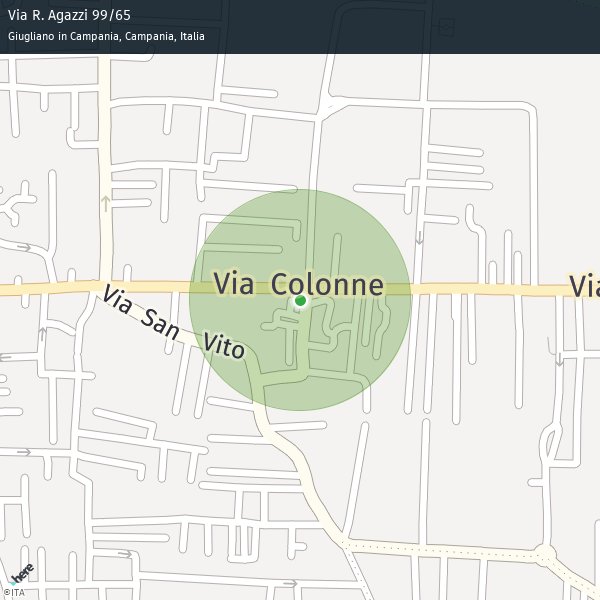 Via R. Agazzi 99/65
Giugliano in Campania, Campania, Italia
Via Colonne
Via
Via San Vito
here
©ITA